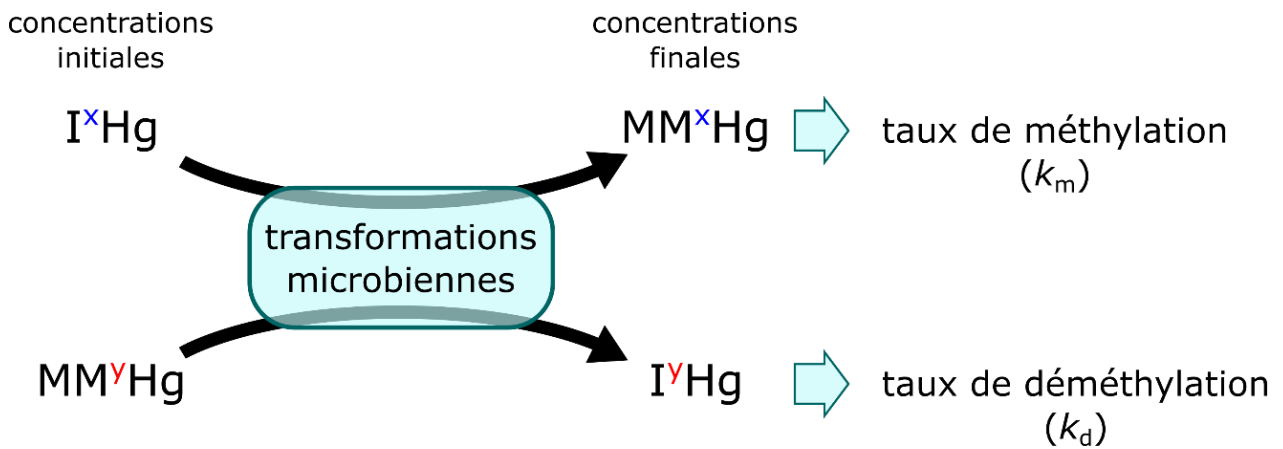 concentrations
initiales
concentrations
finales
IˣHg
MMˣHg
taux de méthylation
(kₘ)
transformations
microbiennes
MMʸHg
IʸHg
taux de déméthylation
(k_d)